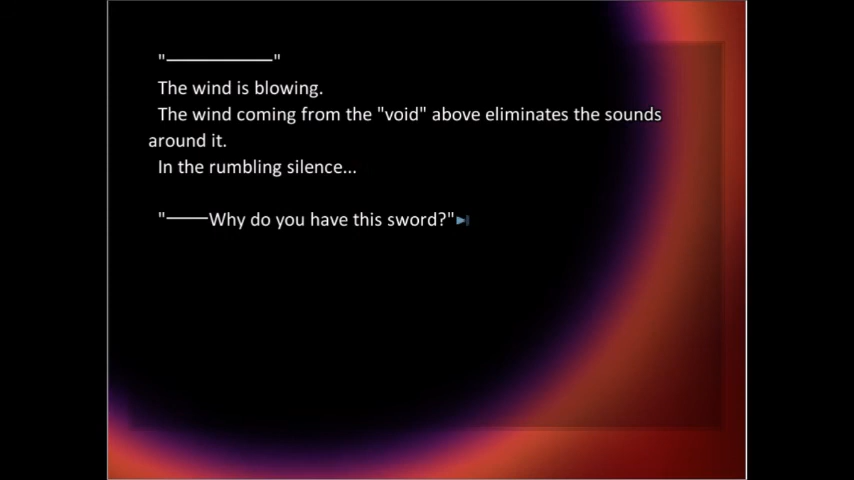 "―――――"
The wind is blowing.
The wind coming from the "void" above eliminates the sounds
around it.
In the rumbling silence...
"――Why do you have this sword?"